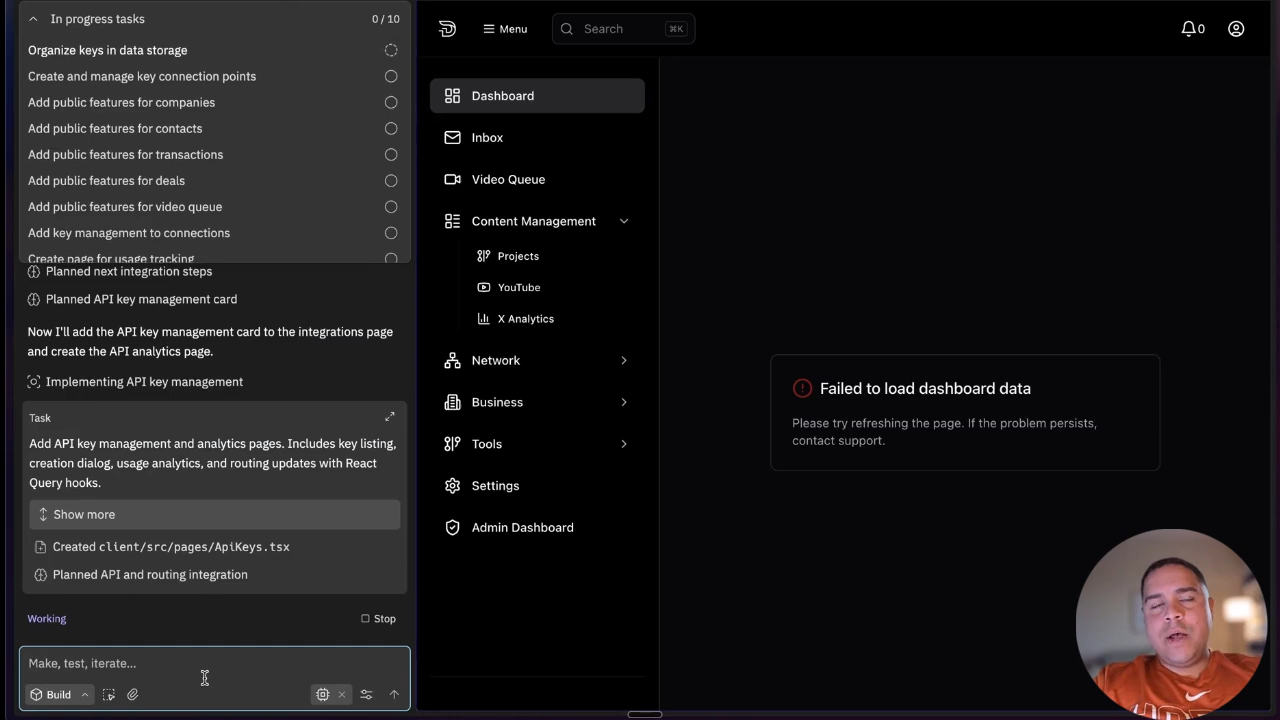 In progress tasks
0 / 10
Organize keys in data storage
Create and manage key connection points
Add public features for companies
Add public features for contacts
Add public features for transactions
Add public features for deals
Add public features for video queue
Add key management to connections
Create page for usage tracking
Planned next integration steps
Planned API key management card
Now I'll add the API key management card to the integrations page
and create the API analytics page.
Implementing API key management
Task
Add API key management and analytics pages. Includes key listing,
creation dialog, usage analytics, and routing updates with React
Query hooks.
Show more
Created client/src/pages/ApiKeys.tsx
Planned API and routing integration
Working
Stop
Make, test, iterate...
Build
Menu
Search
⌘K
0
Dashboard
Inbox
Video Queue
Content Management
Projects
YouTube
X Analytics
Network
Business
Tools
Settings
Admin Dashboard
Failed to load dashboard data
Please try refreshing the page. If the problem persists,
contact support.